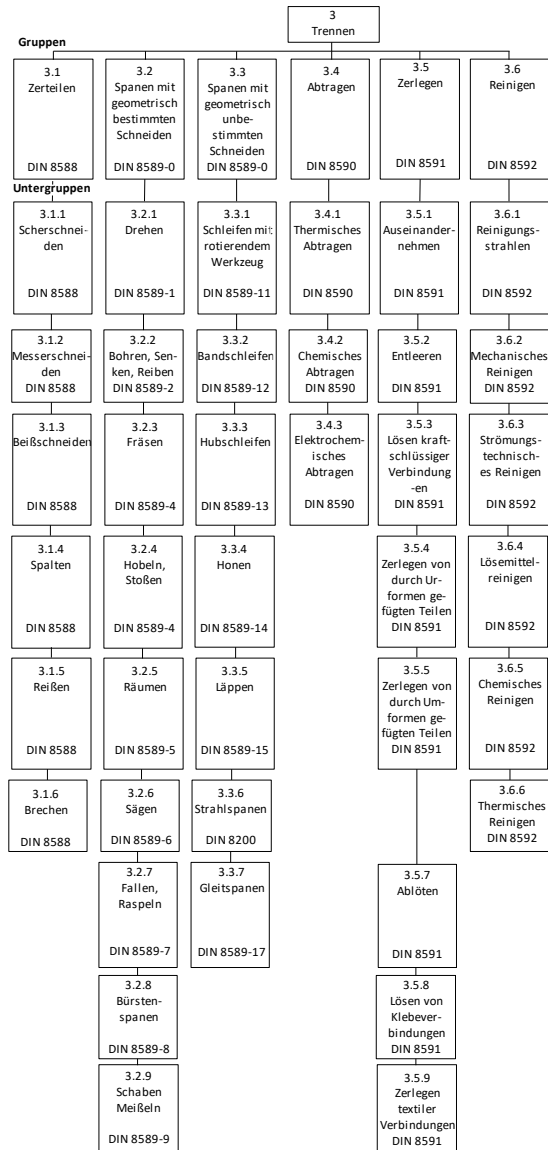 3
Trennen
Gruppen
3.1
Zerteilen
DIN 8588
3.2
Spanen mit
geometrisch
bestimmten
Schneiden
DIN 8589-0
3.3
Spanen mit
geometrisch
unbe-
stimmten
Schneiden
DIN 8589-0
3.4
Abtragen
DIN 8590
3.5
Zerlegen
DIN 8591
3.6
Reinigen
DIN 8592
Untergruppen
3.1.1
Scherschnei-
den
DIN 8588
3.2.1
Drehen
DIN 8589-1
3.3.1
Schleifen mit
rotierendem
Werkzeug
DIN 8589-11
3.4.1
Thermisches
Abtragen
DIN 8590
3.5.1
Auseinander-
nehmen
DIN 8591
3.6.1
Reinigungs-
strahlen
DIN 8592
3.1.2
Messerschnei-
den
DIN 8588
3.2.2
Bohren, Sen-
ken, Reiben
DIN 8589-2
3.3.2
Bandschleifen
DIN 8589-12
3.4.2
Chemisches
Abtragen
DIN 8590
3.5.2
Entleeren
DIN 8591
3.6.2
Mechanisches
Reinigen
DIN 8592
3.1.3
Beißschneiden
DIN 8588
3.2.3
Fräsen
DIN 8589-4
3.3.3
Hubschleifen
DIN 8589-13
3.4.3
Elektrochem-
isches
Abtragen
DIN 8590
3.5.3
Lösen kraft-
schlüssiger
Verbindung
-en
DIN 8591
3.6.3
Strömungs-
technisch-
es Reinigen
DIN 8592
3.1.4
Spalten
DIN 8588
3.2.4
Hobeln,
Stoßen
DIN 8589-4
3.3.4
Honen
DIN 8589-14
3.5.4
Zerlegen von
durch Ur-
formen ge-
fügten Teilen
DIN 8591
3.6.4
Lösemittel-
reinigen
DIN 8592
3.1.5
Reißen
DIN 8588
3.2.5
Räumen
DIN 8589-5
3.3.5
Läppen
DIN 8589-15
3.5.5
Zerlegen von
durch Um-
formen ge-
fügten Teilen
DIN 8591
3.6.5
Chemisches
Reinigen
DIN 8592
3.1.6
Brechen
DIN 8588
3.2.6
Sägen
DIN 8589-6
3.3.6
Strahlspanen
DIN 8200
3.6.6
Thermisches
Reinigen
DIN 8592
3.2.7
Fallen,
Raspeln
DIN 8589-7
3.3.7
Gleitspanen
DIN 8589-17
3.5.7
Ablöten
DIN 8591
3.2.8
Bürsten-
spanen
DIN 8589-8
3.5.8
Lösen von
Klebever-
bindungen
DIN 8591
3.2.9
Schaben
Meißeln
DIN 8589-9
3.5.9
Zerlegen
textiler
Verbindungen
DIN 8591